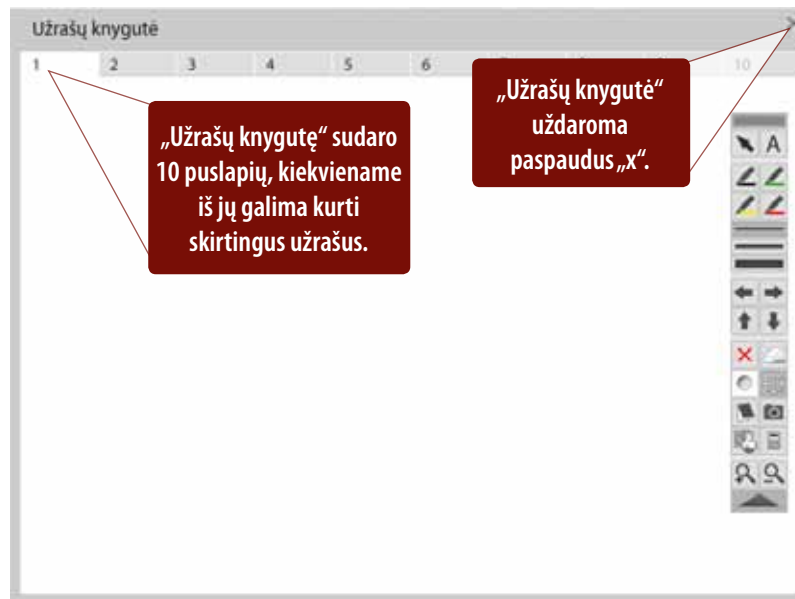 Užrašų knygutė
1 2 3 4 5 6 10
„Užrašų knygutę“ sudaro
10 puslapių, kiekviename
iš jų galima kurti
skirtingus užrašus.
„Užrašų knygutė“
uždaroma
paspaudus „x“.
A